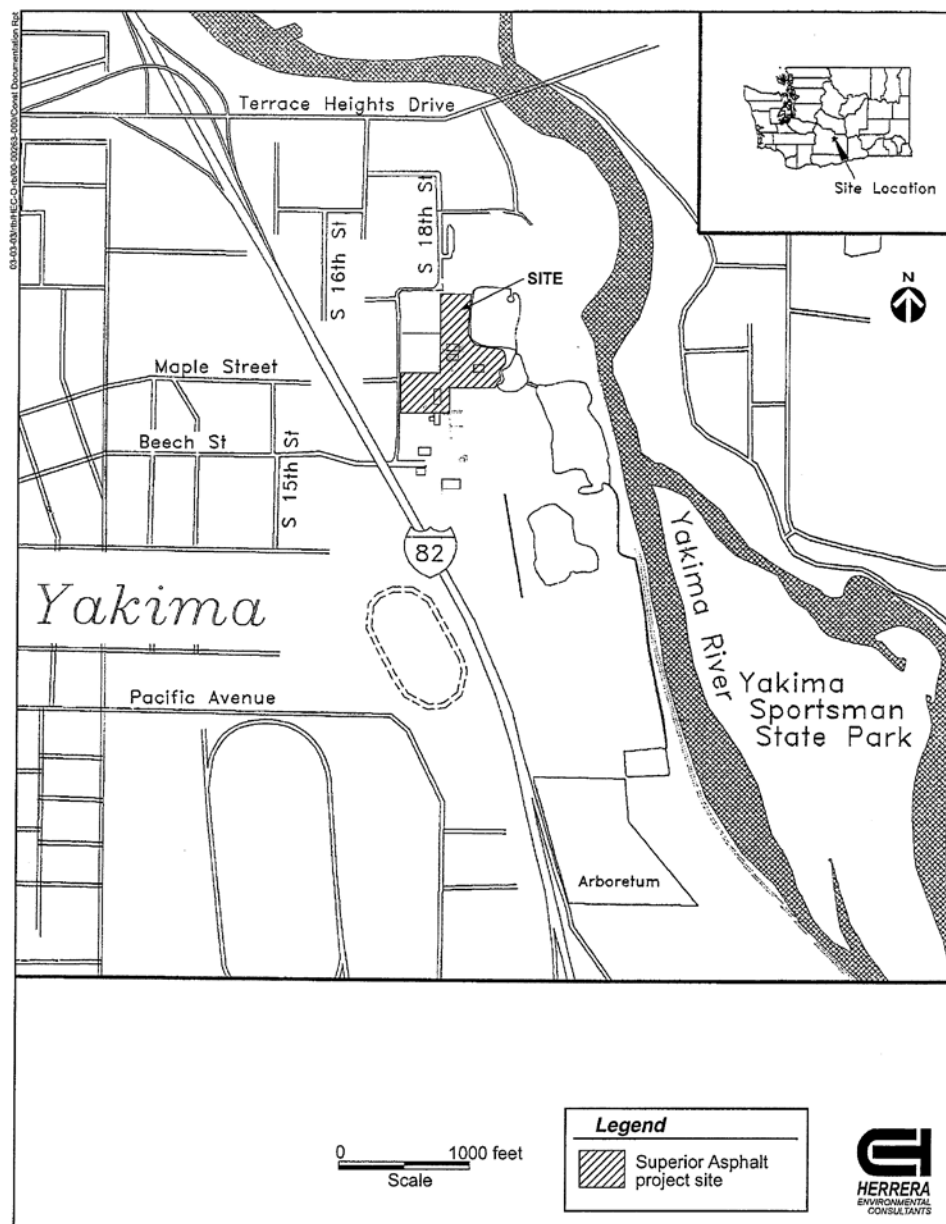 Terrace Heights Drive
S 16th St
S 18th St
SITE
Site Location
N
Maple Street
Beech St
S 15th St
82
Yakima
Yakima River
Yakima
Sportsman
State Park
Pacific Avenue
Arboretum
0 1000 feet
Scale
Legend
Superior Asphalt
project site
HERRERA
ENVIRONMENTAL
CONSULTANTS